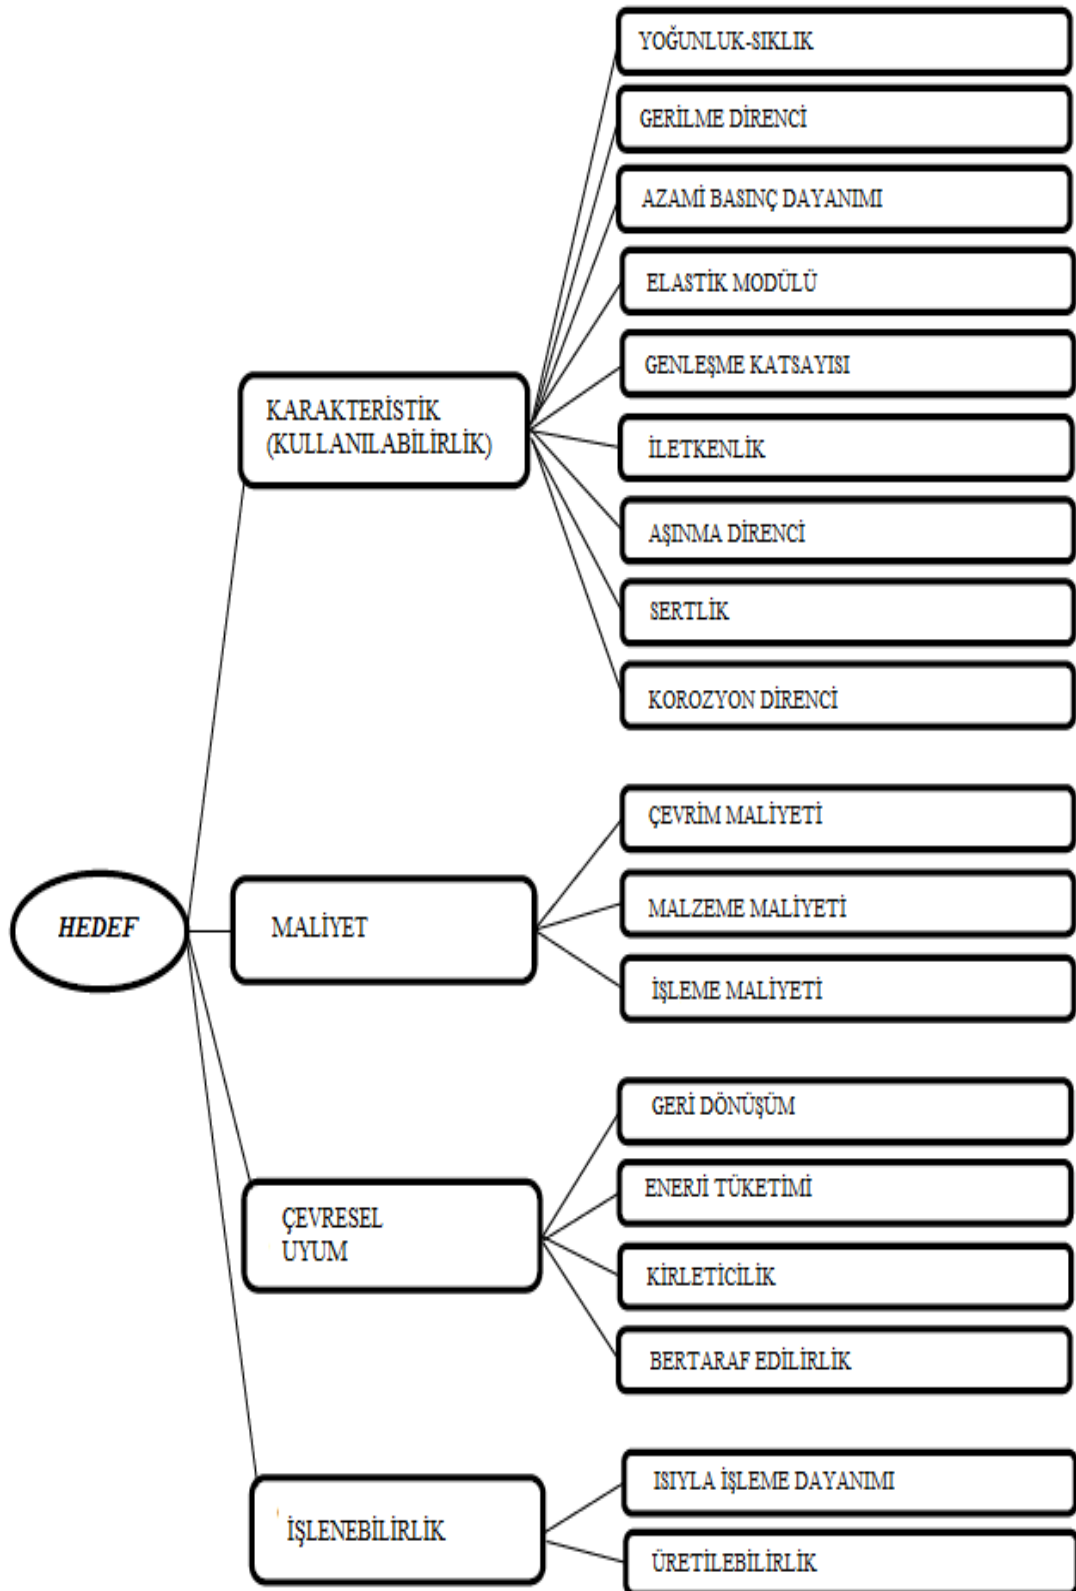 YOĞUNLUK-SIKLIK
GERİLME DİRENCİ
AZAMİ BASINÇ DAYANIMI
ELASTİK MODÜLÜ
GENLEŞME KATSAYISI
KARAKTERİSTİK
(KULLANILABİLİRLİK)
İLETKENLİK
AŞINMA DİRENCİ
SERTLİK
KOROZYON DİRENCİ
HEDEF
MALİYET
ÇEVRİM MALİYETİ
MALZEME MALİYETİ
İŞLEME MALİYETİ
ÇEVRESEL
UYUM
GERİ DÖNÜŞÜM
ENERJİ TÜKETİMİ
KİRLETİCİLİK
BERTARAF EDİLİRLİK
İŞLENEBİLİRLİK
ISIYLA İŞLEME DAYANIMI
ÜRETİLEBİLİRLİK